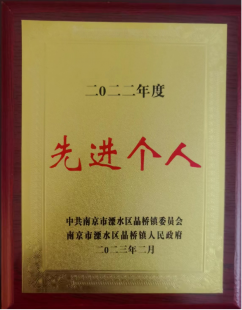 二0二二年度
先进个人
中共南京市溧水区晶桥镇委员会
南京市溧水区晶桥镇人民政府
二0二三年二月